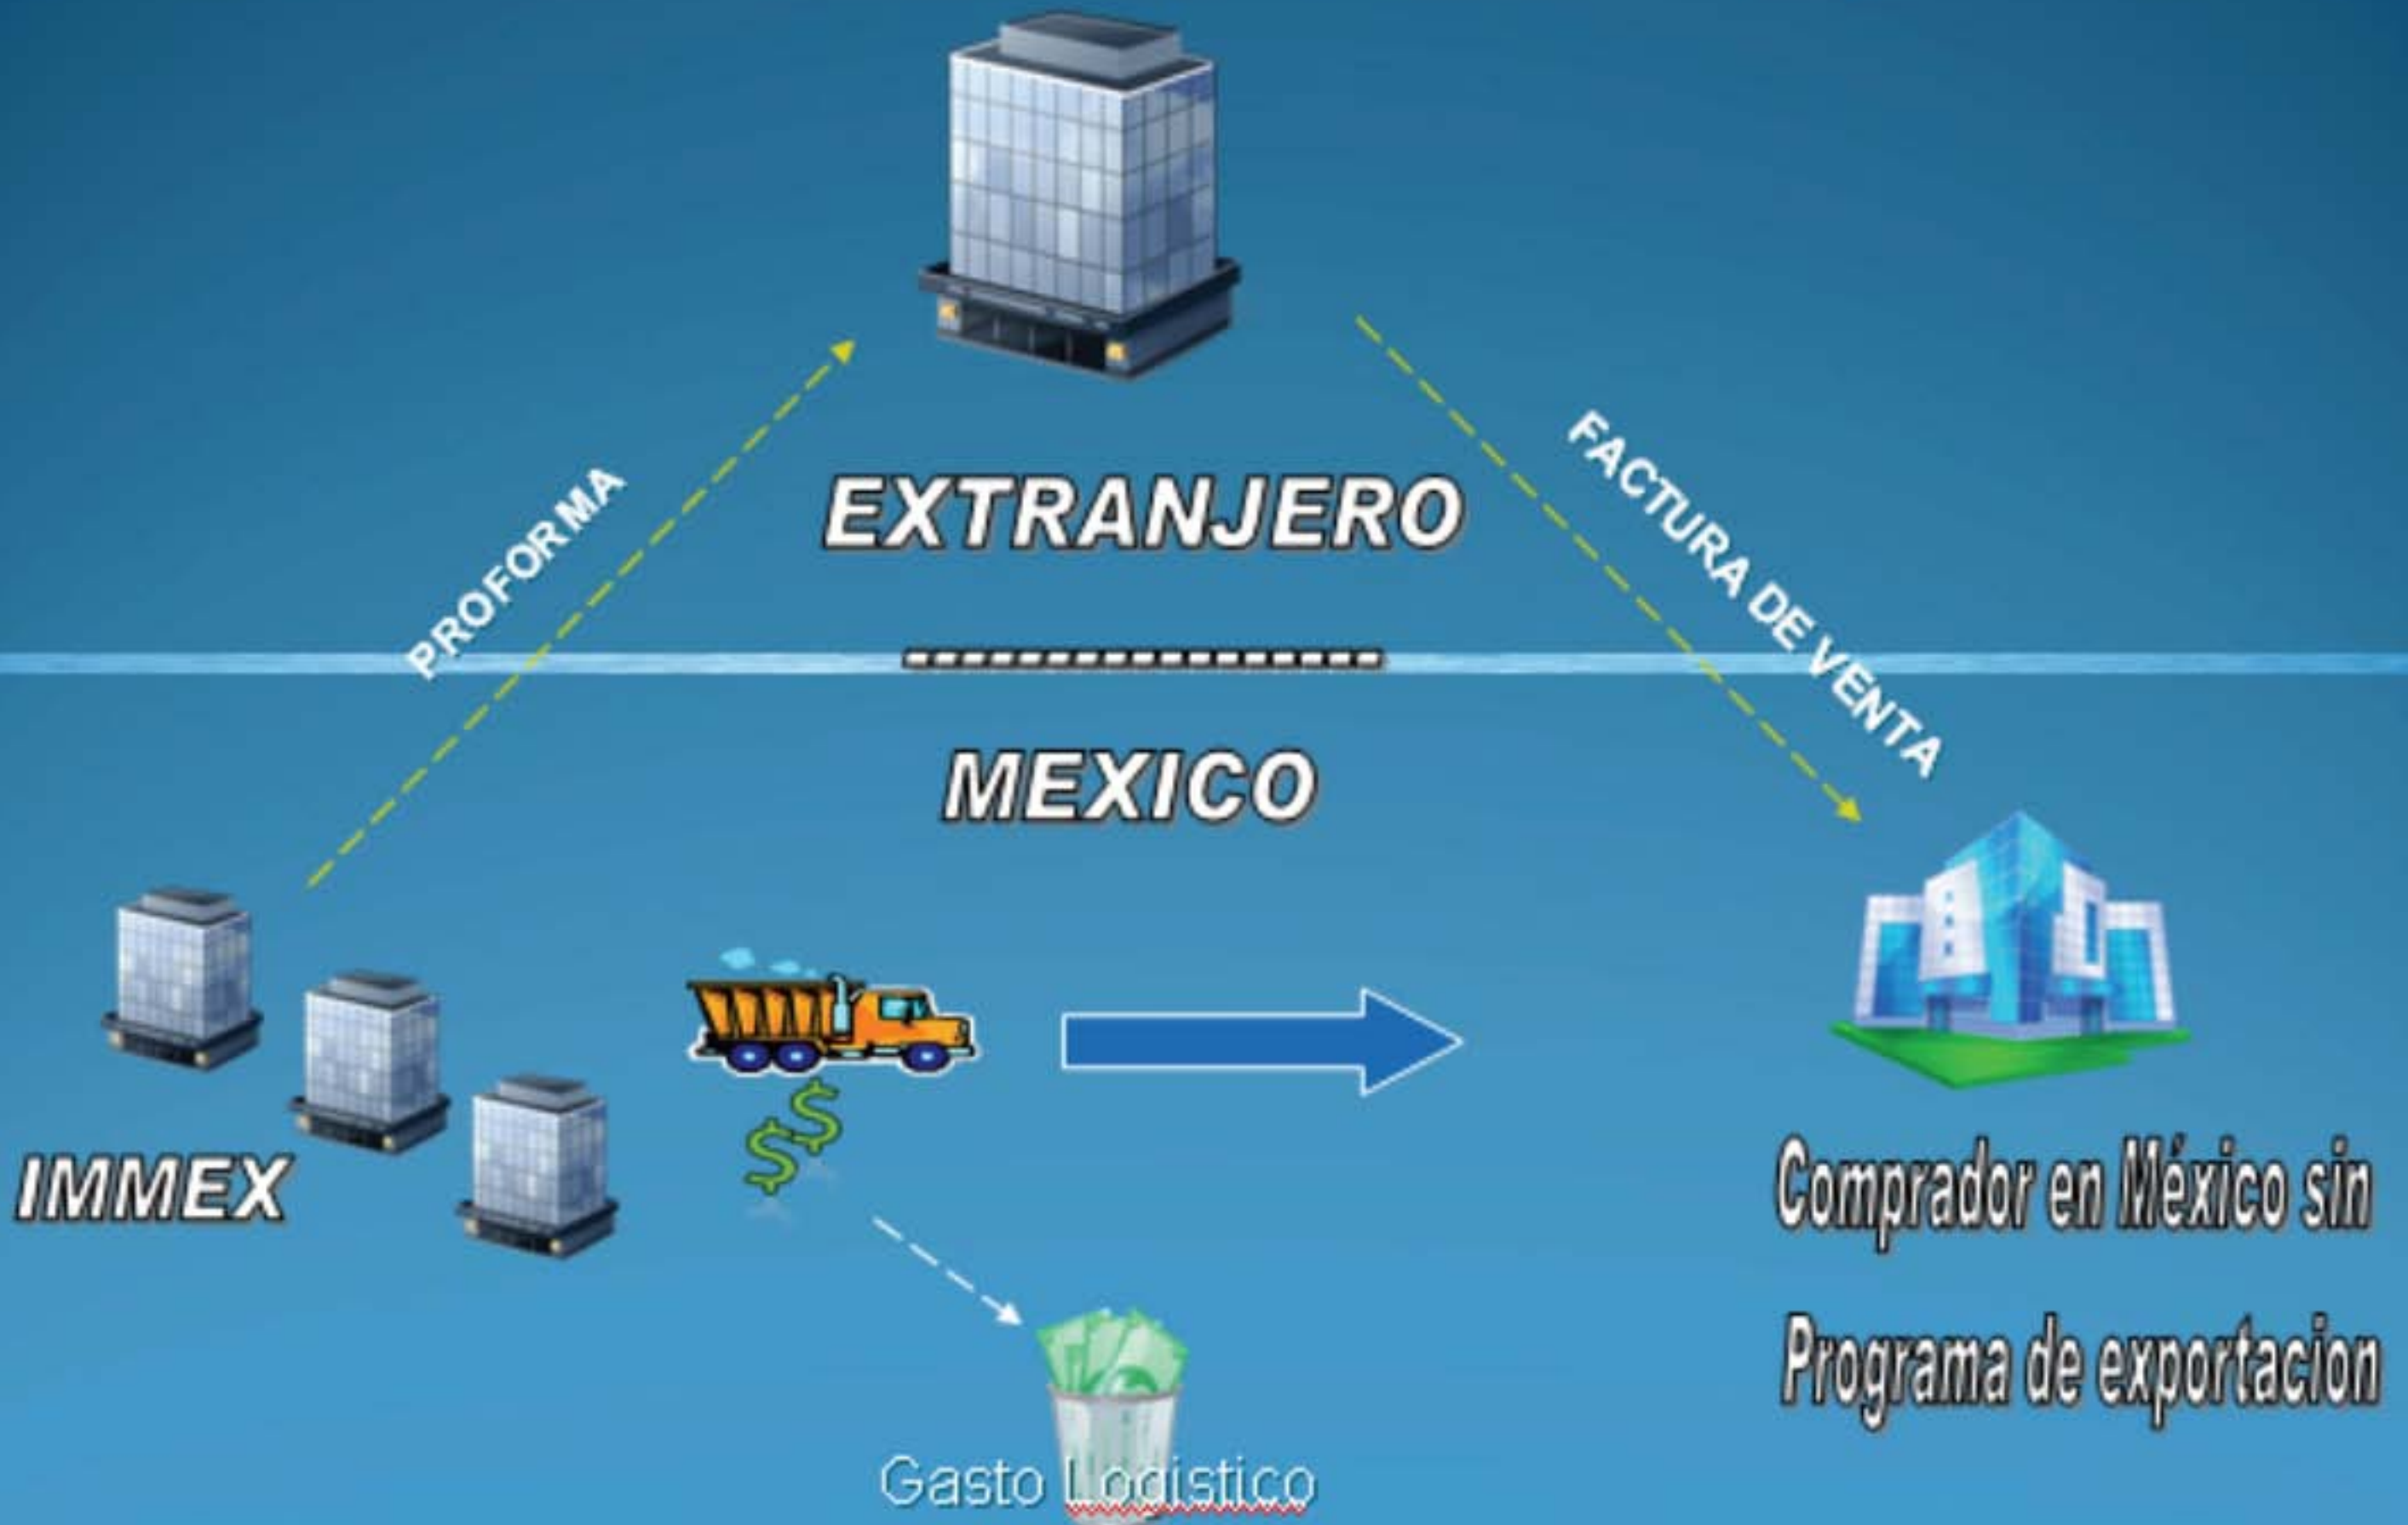 EXTRANJERO
PROFORMA
FACTURA DE VENTA
MEXICO
IMMEX
$$
Comprador en México sin
Programa de exportacion
Gasto Logistico